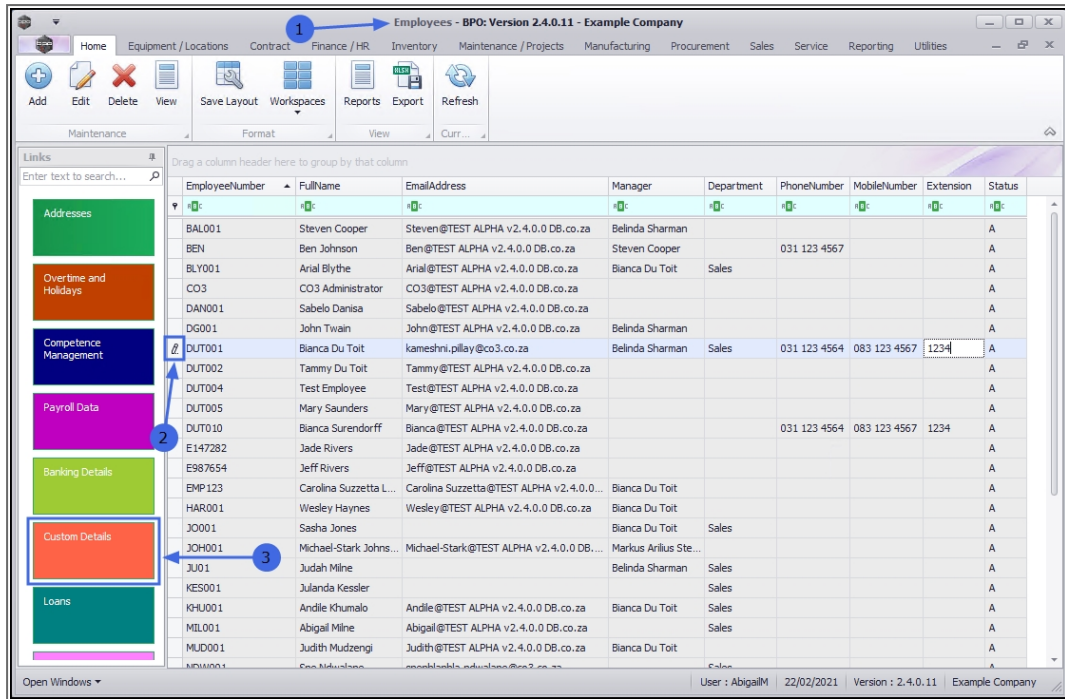 1
Employees - BPO: Version 2.4.0.11 - Example Company
Home Equipment / Locations Contract Finance / HR Inventory Maintenance / Projects Manufacturing Procurement Sales Service Reporting Utilities
Add Edit Delete View Save Layout Workspaces Reports Export Refresh
Maintenance Format View Curr...
Links
Enter text to search...
Addresses
Overtime and
Holidays
Competence
Management
Payroll Data
2
Banking Details
Custom Details
3
Loans
Drag a column header here to group by that column
EmployeeNumber FullName EmailAddress Manager Department PhoneNumber MobileNumber Extension Status
BAL001 Steven Cooper Steven@TEST ALPHA v2.4.0.0 DB.co.za Belinda Sharman A
BEN Ben Johnson Ben@TEST ALPHA v2.4.0.0 DB.co.za Steven Cooper 031 123 4567 A
BLY001 Arial Blythe Arial@TEST ALPHA v2.4.0.0 DB.co.za Bianca Du Toit Sales A
CO3 CO3 Administrator CO3@TEST ALPHA v2.4.0.0 DB.co.za A
DAN001 Sabelo Danisa Sabelo@TEST ALPHA v2.4.0.0 DB.co.za A
DG001 John Twain John@TEST ALPHA v2.4.0.0 DB.co.za Belinda Sharman A
DUT001 Bianca Du Toit kameshni.pillay@co3.co.za Belinda Sharman Sales 031 123 4564 083 123 4567 1234 A
DUT002 Tammy Du Toit Tammy@TEST ALPHA v2.4.0.0 DB.co.za A
DUT004 Test Employee Test@TEST ALPHA v2.4.0.0 DB.co.za A
DUT005 Mary Saunders Mary@TEST ALPHA v2.4.0.0 DB.co.za A
DUT010 Bianca Surendorff Bianca@TEST ALPHA v2.4.0.0 DB.co.za 031 123 4564 083 123 4567 1234 A
E147282 Jade Rivers Jade@TEST ALPHA v2.4.0.0 DB.co.za A
E987654 Jeff Rivers Jeff@TEST ALPHA v2.4.0.0 DB.co.za A
EMP123 Carolina Suzzetta L... Carolina Suzzetta@TEST ALPHA v2.4.0.0... Bianca Du Toit A
HAR001 Wesley Haynes Wesley@TEST ALPHA v2.4.0.0 DB.co.za Bianca Du Toit A
JO001 Sasha Jones Bianca Du Toit Sales A
JOH001 Michael-Stark Johns... Michael-Stark@TEST ALPHA v2.4.0.0 DB.... Markus Arilius Ste... A
JU01 Judah Milne Belinda Sharman Sales A
KES001 Julanda Kessler Sales A
KHU001 Andile Khumalo Andile@TEST ALPHA v2.4.0.0 DB.co.za Bianca Du Toit A
MIL001 Abigail Milne Abigail@TEST ALPHA v2.4.0.0 DB.co.za Sales A
MUD001 Judith Mudzengi Judith@TEST ALPHA v2.4.0.0 DB.co.za Bianca Du Toit A
Open Windows User : AbigailM 22/02/2021 Version : 2.4.0.11 Example Company